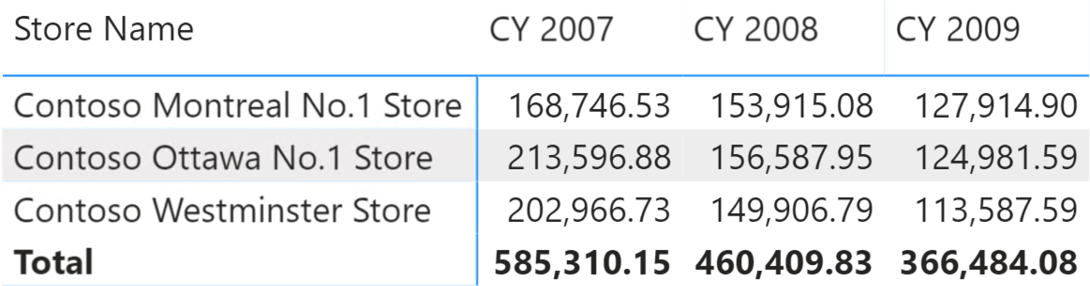 Store Name CY 2007 CY 2008 CY 2009
Contoso Montreal No.1 Store 168,746.53 153,915.08 127,914.90
Contoso Ottawa No.1 Store 213,596.88 156,587.95 124,981.59
Contoso Westminster Store 202,966.73 149,906.79 113,587.59
Total 585,310.15 460,409.83 366,484.08